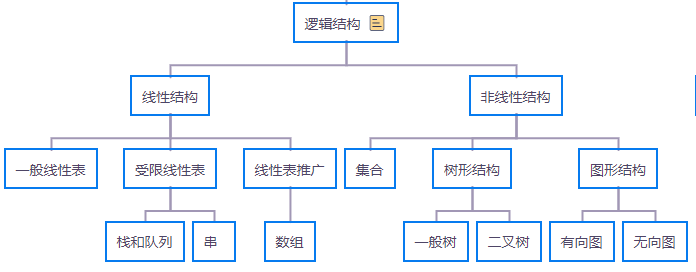 逻辑结构
线性结构
非线性结构
一般线性表
受限线性表
线性表推广
集合
树形结构
图形结构
栈和队列
串
数组
一般树
二叉树
有向图
无向图